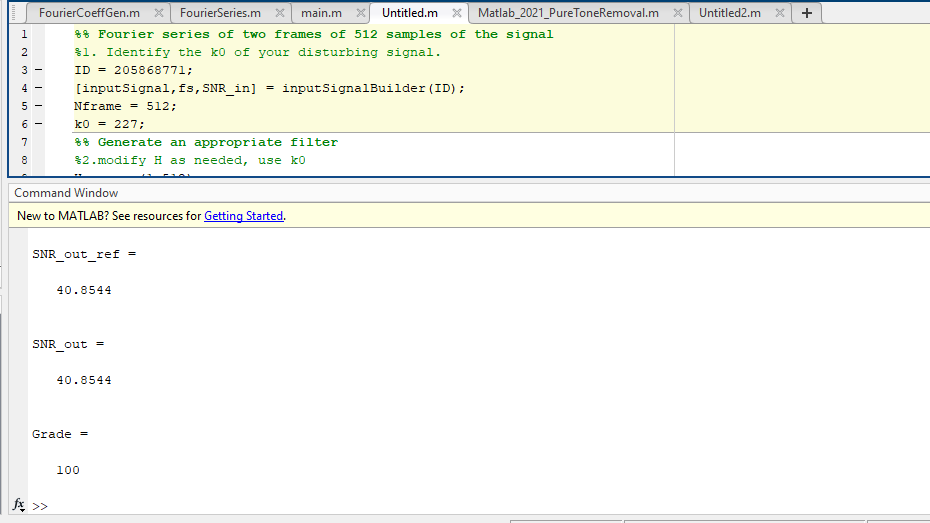 FourierCoeffGen.m FourierSeries.m main.m Untitled.m Matlab_2021_PureToneRemoval.m Untitled2.m +
1 %% Fourier series of two frames of 512 samples of the signal
2 %1. Identify the k0 of your disturbing signal.
3 — ID = 205868771;
4 — [inputSignal,fs,SNR_in] = inputSignalBuilder(ID);
5 — Nframe = 512;
6 — k0 = 227;
7 %% Generate an appropriate filter
8 %2.modify H as needed, use k0
Command Window
New to MATLAB? See resources for Getting Started.
SNR_out_ref =
40.8544
SNR_out =
40.8544
Grade =
100
fx >>